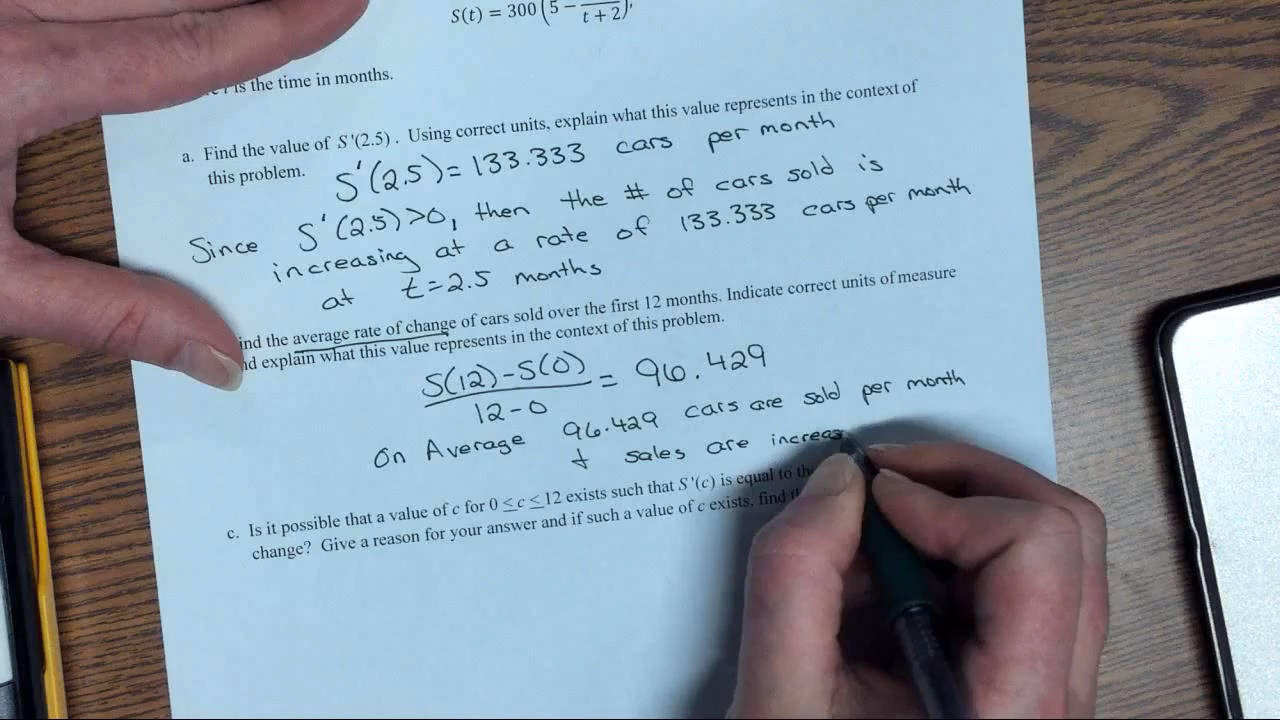 S(t) = 300 (5 − t + 2),
is the time in months.
a. Find the value of S'(2.5). Using correct units, explain what this value represents in the context of
this problem.
S'(2.5) = 133.333 cars per month
Since S'(2.5) > 0, then the # of cars sold is
increasing at a rate of 133.333 cars per month
at t = 2.5 months
the average rate of change of cars sold over the first 12 months. Indicate correct units of measure
explain what this value represents in the context of this problem.
S(12) − S(0) = 96.429
12 − 0
On Average 96.429 cars are sold per month
+ sales are
c. Is it possible that a value of c for 0 ≤ c ≤ 12 exists such that S'(c) is equal to
change? Give a reason for your answer and if such a value of c exists, find